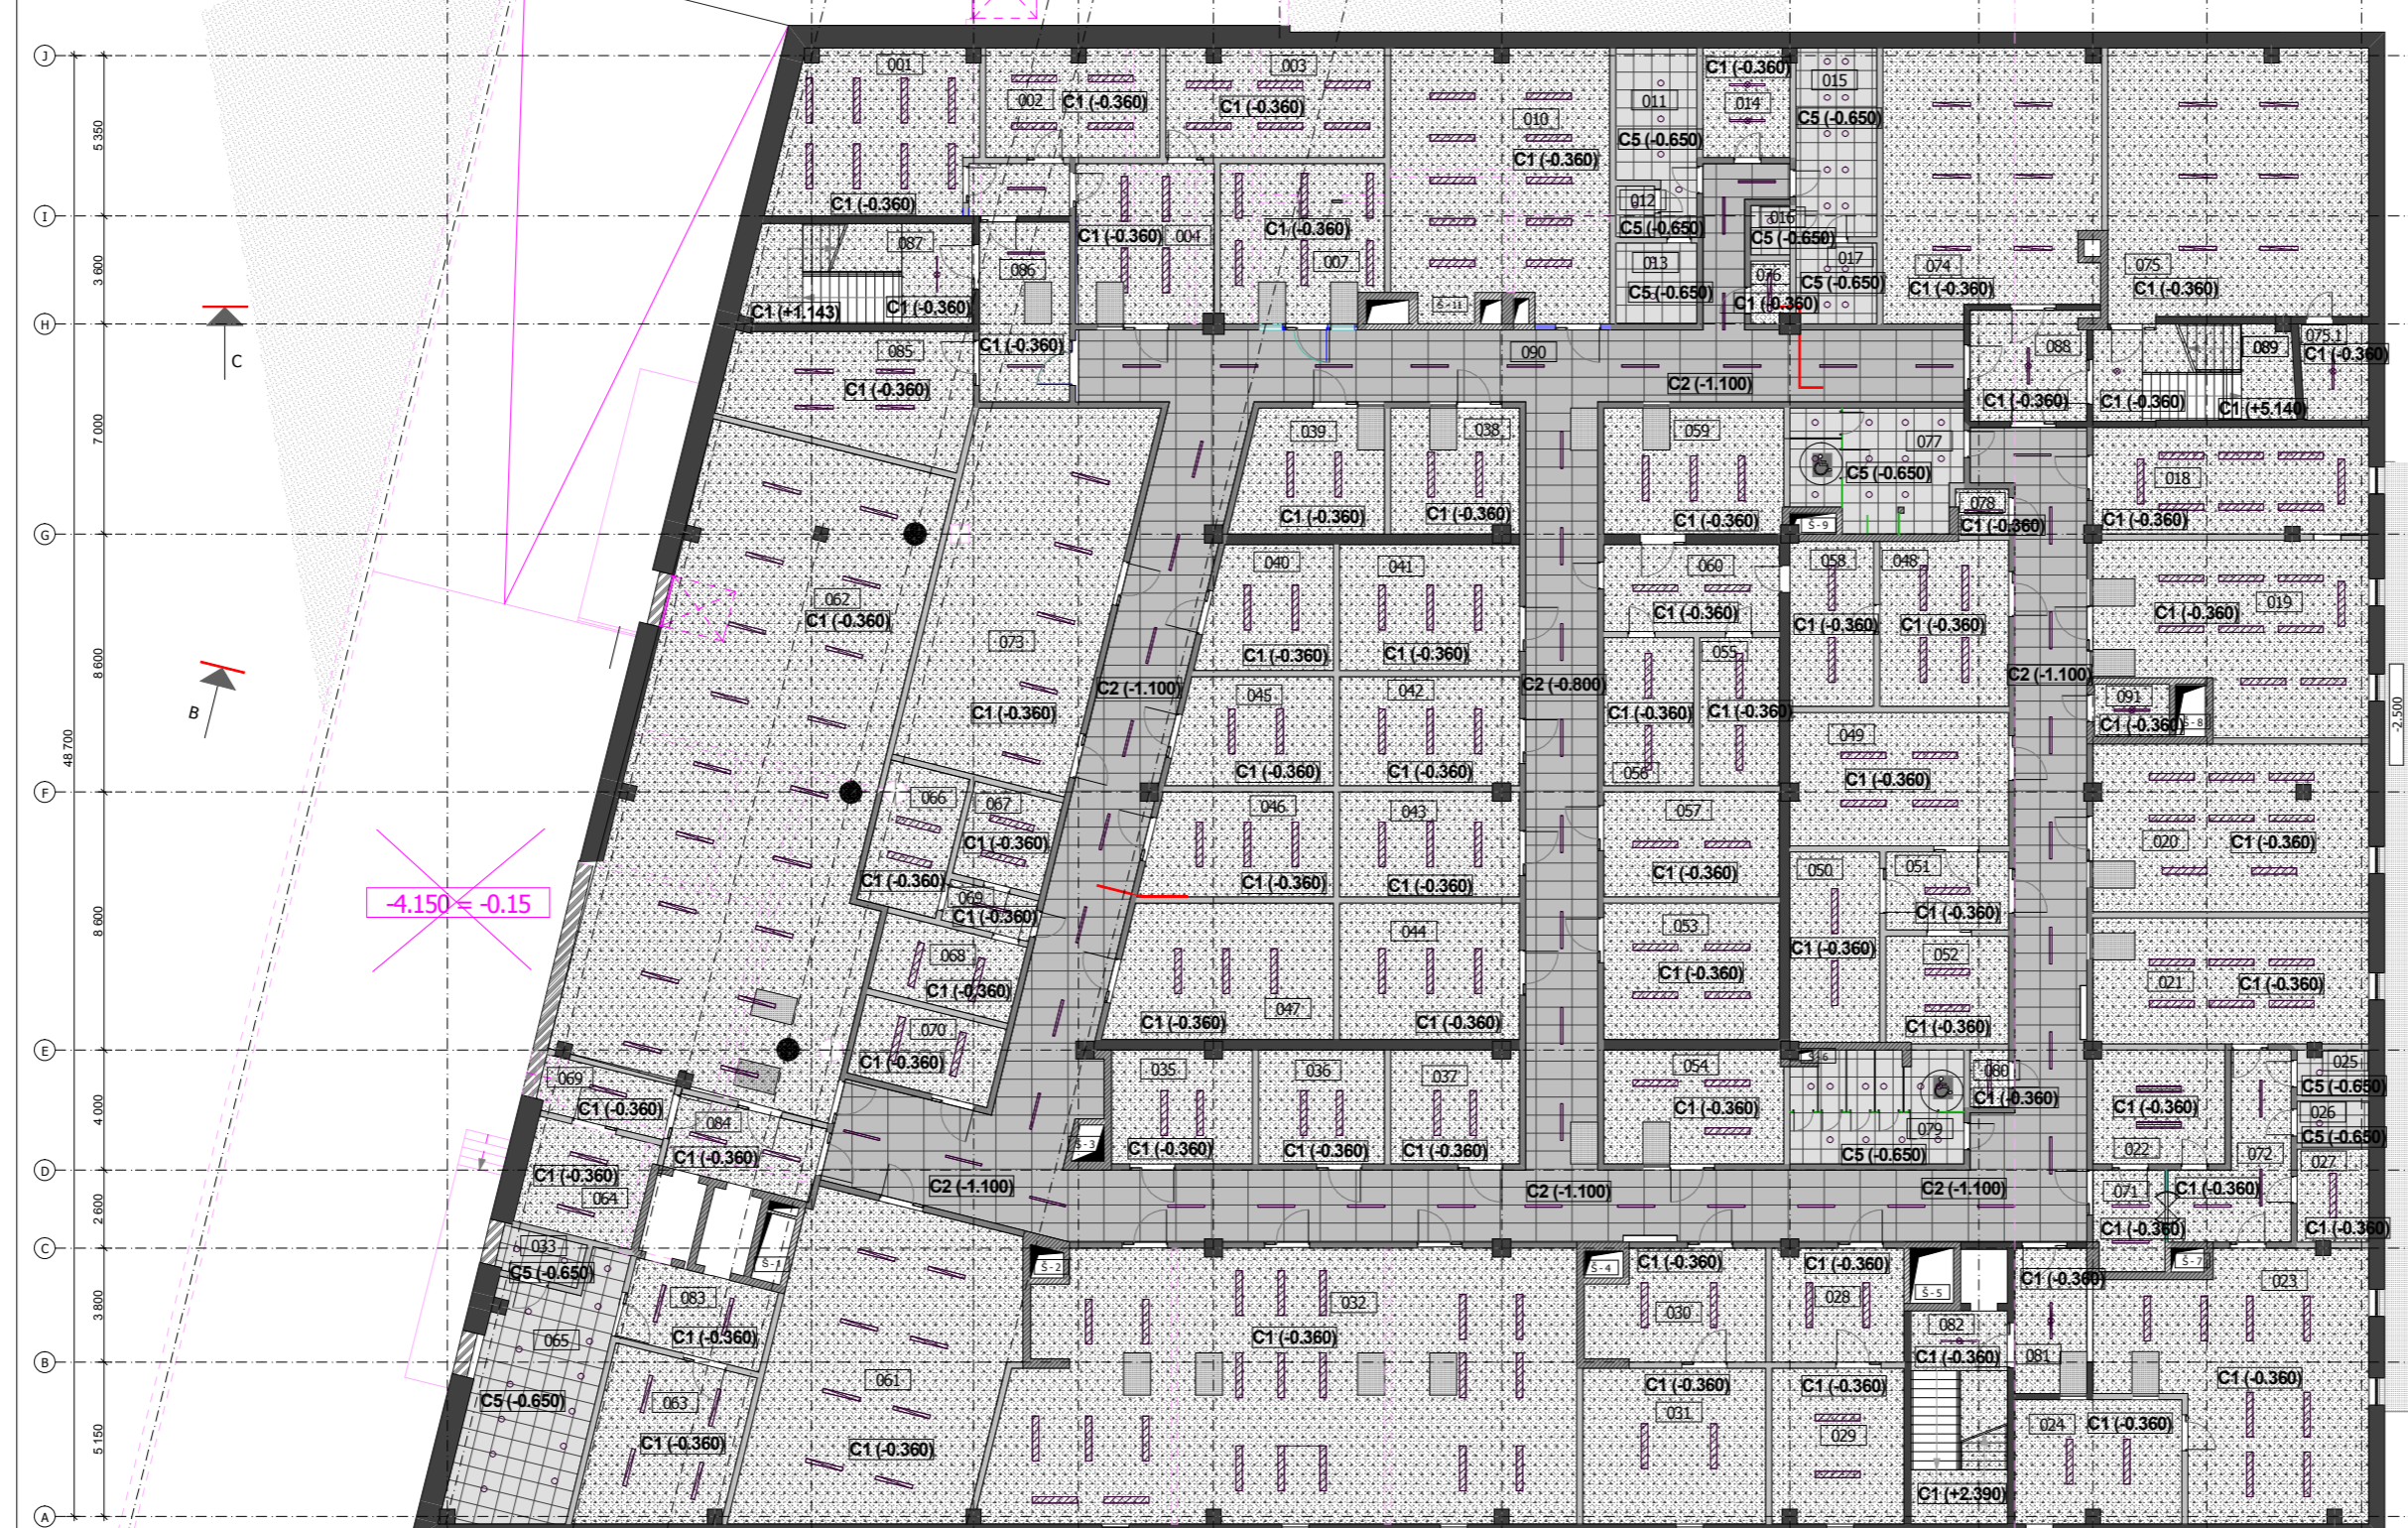 J
001
003
C1 (-0.360)
015
002
C1 (-0.360)
C1 (-0.360)
011
014
010
C5 (-0.650)
5 350
C5 (-0.650)
C1 (-0.360)
C1 (-0.360)
012
I
016
C5 (-0.650)
C5 (-0.650)
087
C1 (-0.360)
004
C1 (-0.360)
007
013
017
086
076
074
075
3 600
C5 (-0.650)
C5 (-0.650)
C1 (-0.360)
C1 (-0.360)
C1 (+1.143)
C1 (-0.360)
Š-11
C1 (-0.360)
H
C
085
C1 (-0.360)
090
088
089
075.1
C1 (-0.360)
C1 (-0.360)
C2 (-1.100)
C1 (-0.360)
C1 (-0.360)
C1 (+5.140)
7 000
039
038
059
077
C5 (-0.650)
018
078
C1 (-0.360)
C1 (-0.360)
C1 (-0.360)
Š-9
C1 (-0.360)
C1 (-0.360)
G
040
041
060
058
048
062
C1 (-0.360)
C1 (-0.360)
C1 (-0.360)
C1 (-0.360)
C1 (-0.360)
019
073
8 600
C1 (-0.360)
C1 (-0.360)
055
C2 (-1.100)
C2 (-0.800)
C2 (-1.100)
045
042
091
C1 (-0.360)
C1 (-0.360)
C1 (-0.360)
C1 (-0.360)
Š-8
-2.500
B
48 700
049
C1 (-0.360)
C1 (-0.360)
056
C1 (-0.360)
F
066
067
046
043
057
C1 (-0.360)
020
C1 (-0.360)
C1 (-0.360)
C1 (-0.360)
C1 (-0.360)
C1 (-0.360)
050
051
-4.150 = -0.15
069
C1 (-0.360)
C1 (-0.360)
8 600
044
053
C1 (-0.360)
052
068
C1 (-0.360)
C1 (-0.360)
021
C1 (-0.360)
047
070
C1 (-0.360)
C1 (-0.360)
C1 (-0.360)
C1 (-0.360)
E
069
035
036
037
054
Š-6
080
025
C5 (-0.650)
C1 (-0.360)
C1 (-0.360)
C1 (-0.360)
C1 (-0.360)
026
4 000
084
Š-3
079
C5 (-0.650)
C1 (-0.360)
C1 (-0.360)
C1 (-0.360)
C1 (-0.360)
C5 (-0.650)
022
072
027
D
C1 (-0.360)
064
C2 (-1.100)
C2 (-1.100)
C2 (-1.100)
071
C1 (-0.360)
2 600
C1 (-0.360)
C1 (-0.360)
C
033
C5 (-0.650)
Š-1
Š-2
Š-4
C1 (-0.360)
C1 (-0.360)
Š-7
C1 (-0.360)
023
083
032
030
028
Š-5
3 800
065
C1 (-0.360)
C1 (-0.360)
082
C1 (-0.360)
081
B
061
C5 (-0.650)
063
C1 (-0.360)
C1 (-0.360)
C1 (-0.360)
031
029
024
C1 (-0.360)
5 150
C1 (-0.360)
C1 (-0.360)
C1 (+2.390)
A